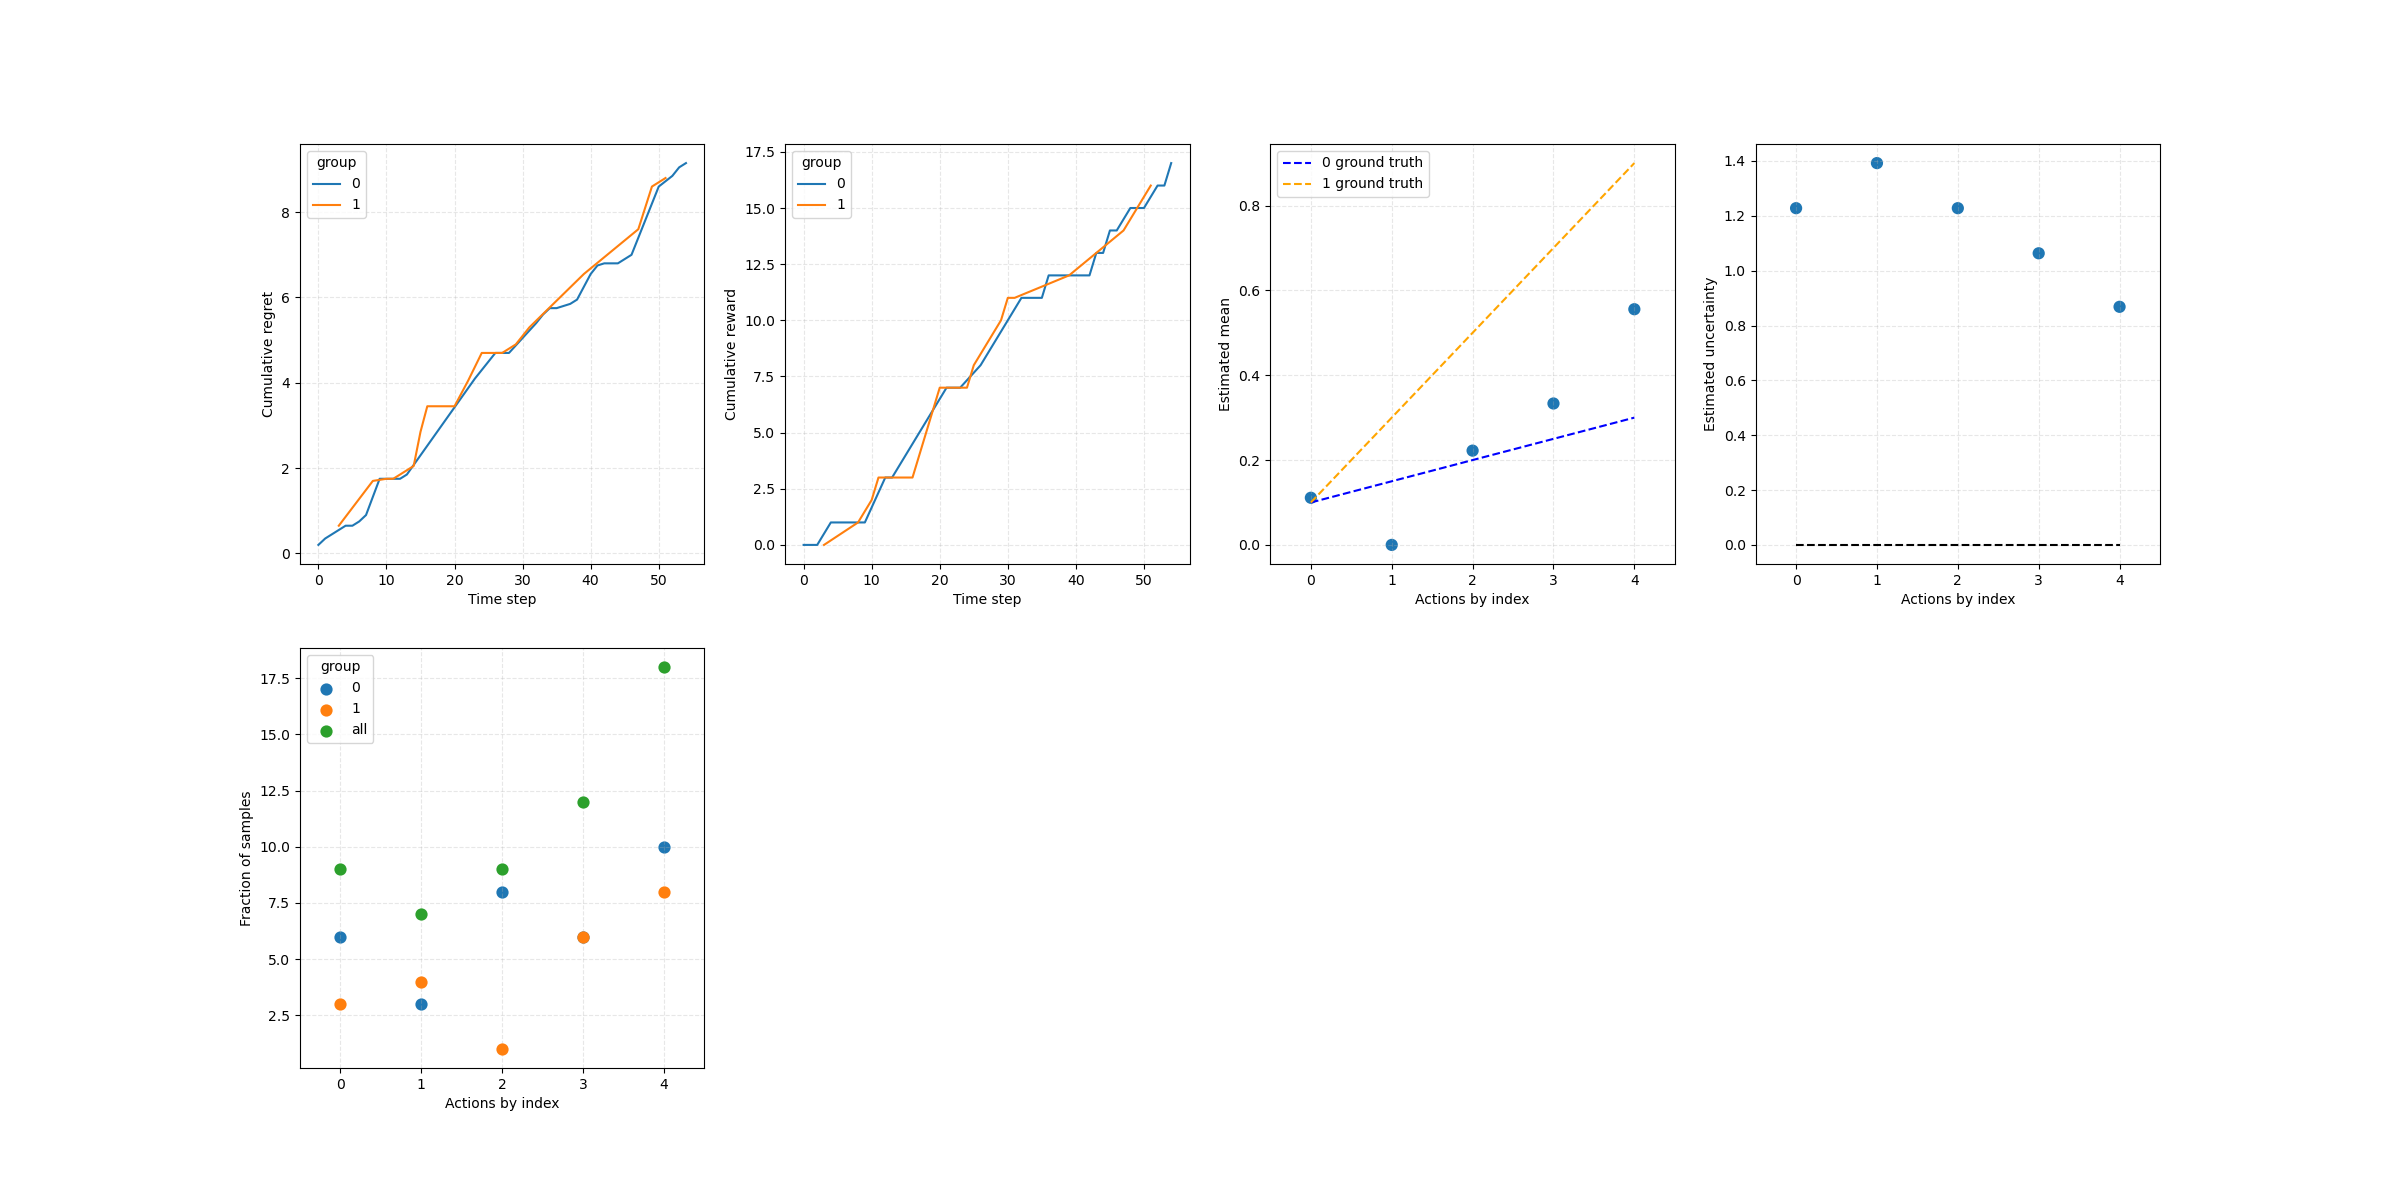 group
0
1
8
6
4
2
0
Cumulative regret
0 10 20 30 40 50
Time step
group
0
1
17.5
15.0
12.5
10.0
7.5
5.0
2.5
0.0
Cumulative reward
0 10 20 30 40 50
Time step
0 ground truth
1 ground truth
0.8
0.6
0.4
0.2
0.0
Estimated mean
0 1 2 3 4
Actions by index
1.4
1.2
1.0
0.8
0.6
0.4
0.2
0.0
Estimated uncertainty
0 1 2 3 4
Actions by index
group
0
1
all
17.5
15.0
12.5
10.0
7.5
5.0
2.5
Fraction of samples
0 1 2 3 4
Actions by index